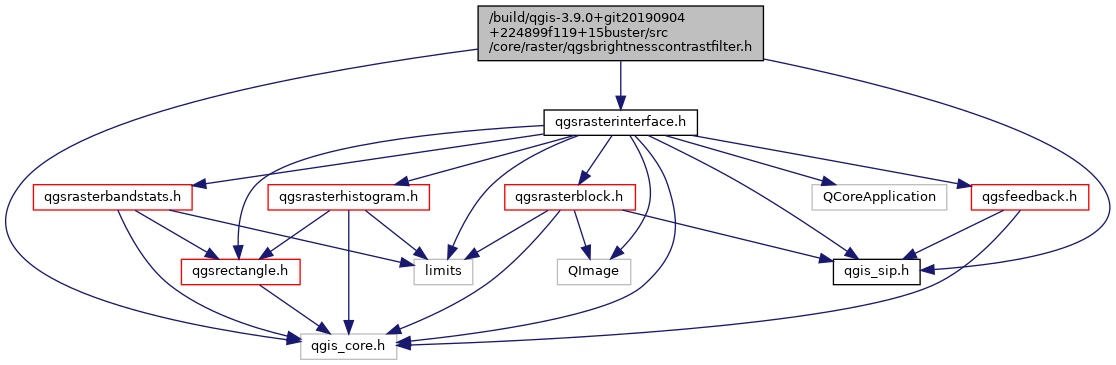 /build/qgis-3.9.0+git20190904
+224899f119+15buster/src
/core/raster/qgsbrightnesscontrastfilter.h
qgsrasterinterface.h
qgsrasterbandstats.h
qgsrasterhistogram.h
qgsrasterblock.h
QCoreApplication
qgsfeedback.h
qgsrectangle.h
limits
QImage
qgis_sip.h
qgis_core.h